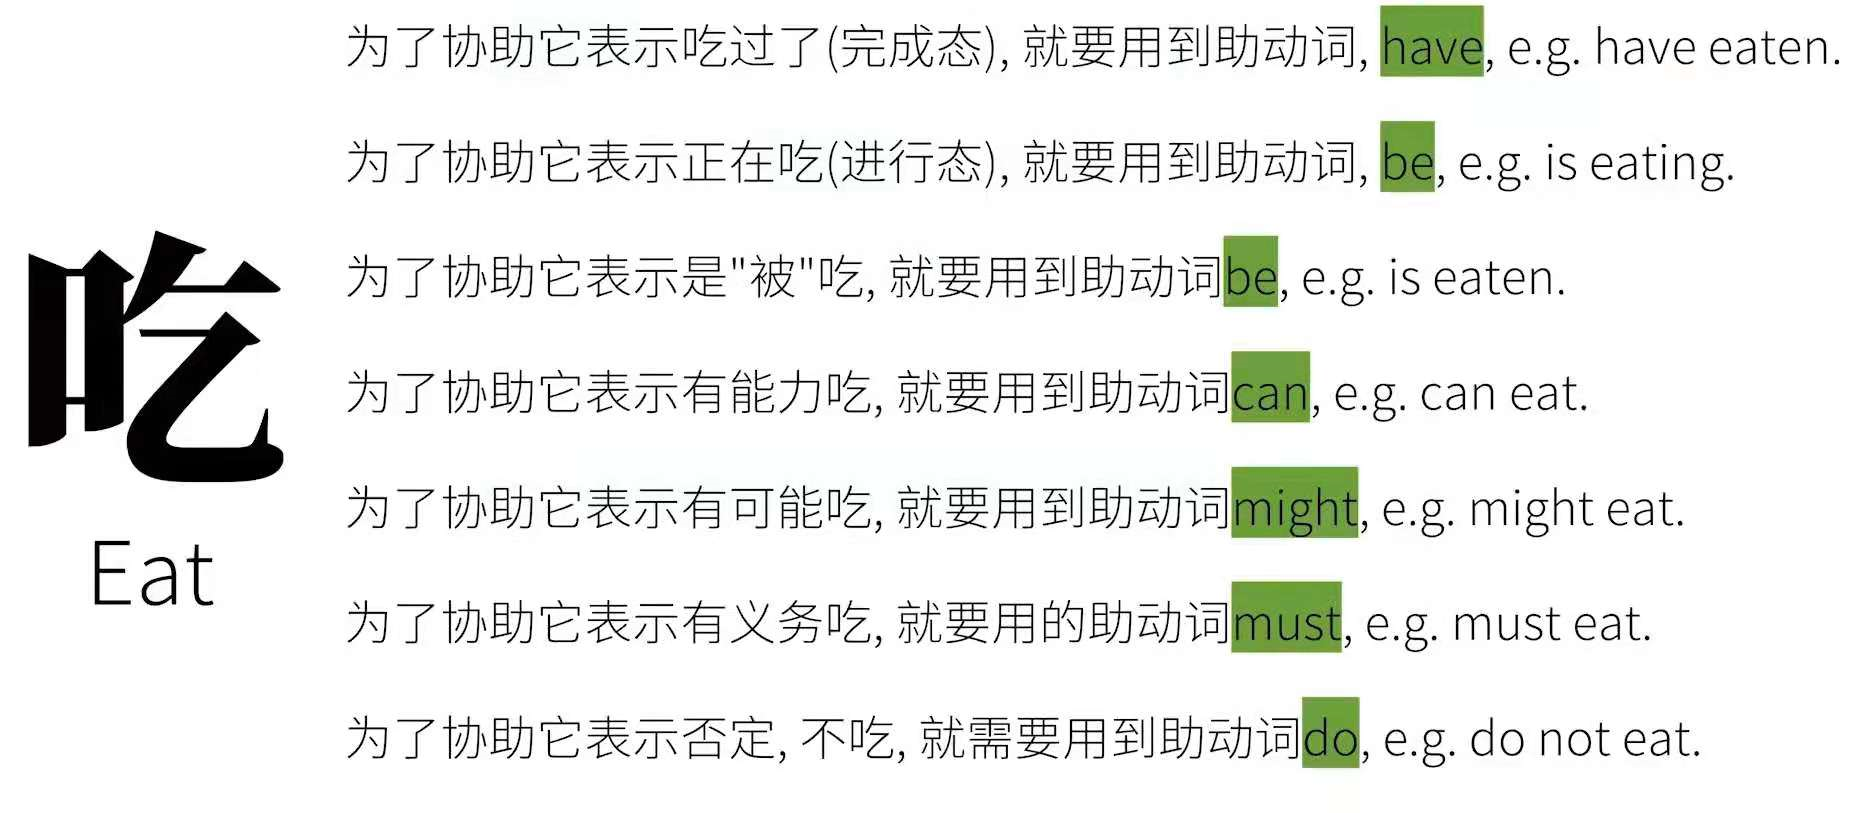 为了协助它表示吃过了(完成态), 就要用到助动词, have, e.g. have eaten.
为了协助它表示正在吃(进行态), 就要用到助动词, be, e.g. is eating.
为了协助它表示是"被"吃, 就要用到助动词be, e.g. is eaten.
为了协助它表示有能力吃, 就要用到助动词can, e.g. can eat.
为了协助它表示有可能吃, 就要用到助动词might, e.g. might eat.
为了协助它表示有义务吃, 就要用的助动词must, e.g. must eat.
为了协助它表示否定, 不吃, 就需要用到助动词do, e.g. do not eat.
吃
Eat